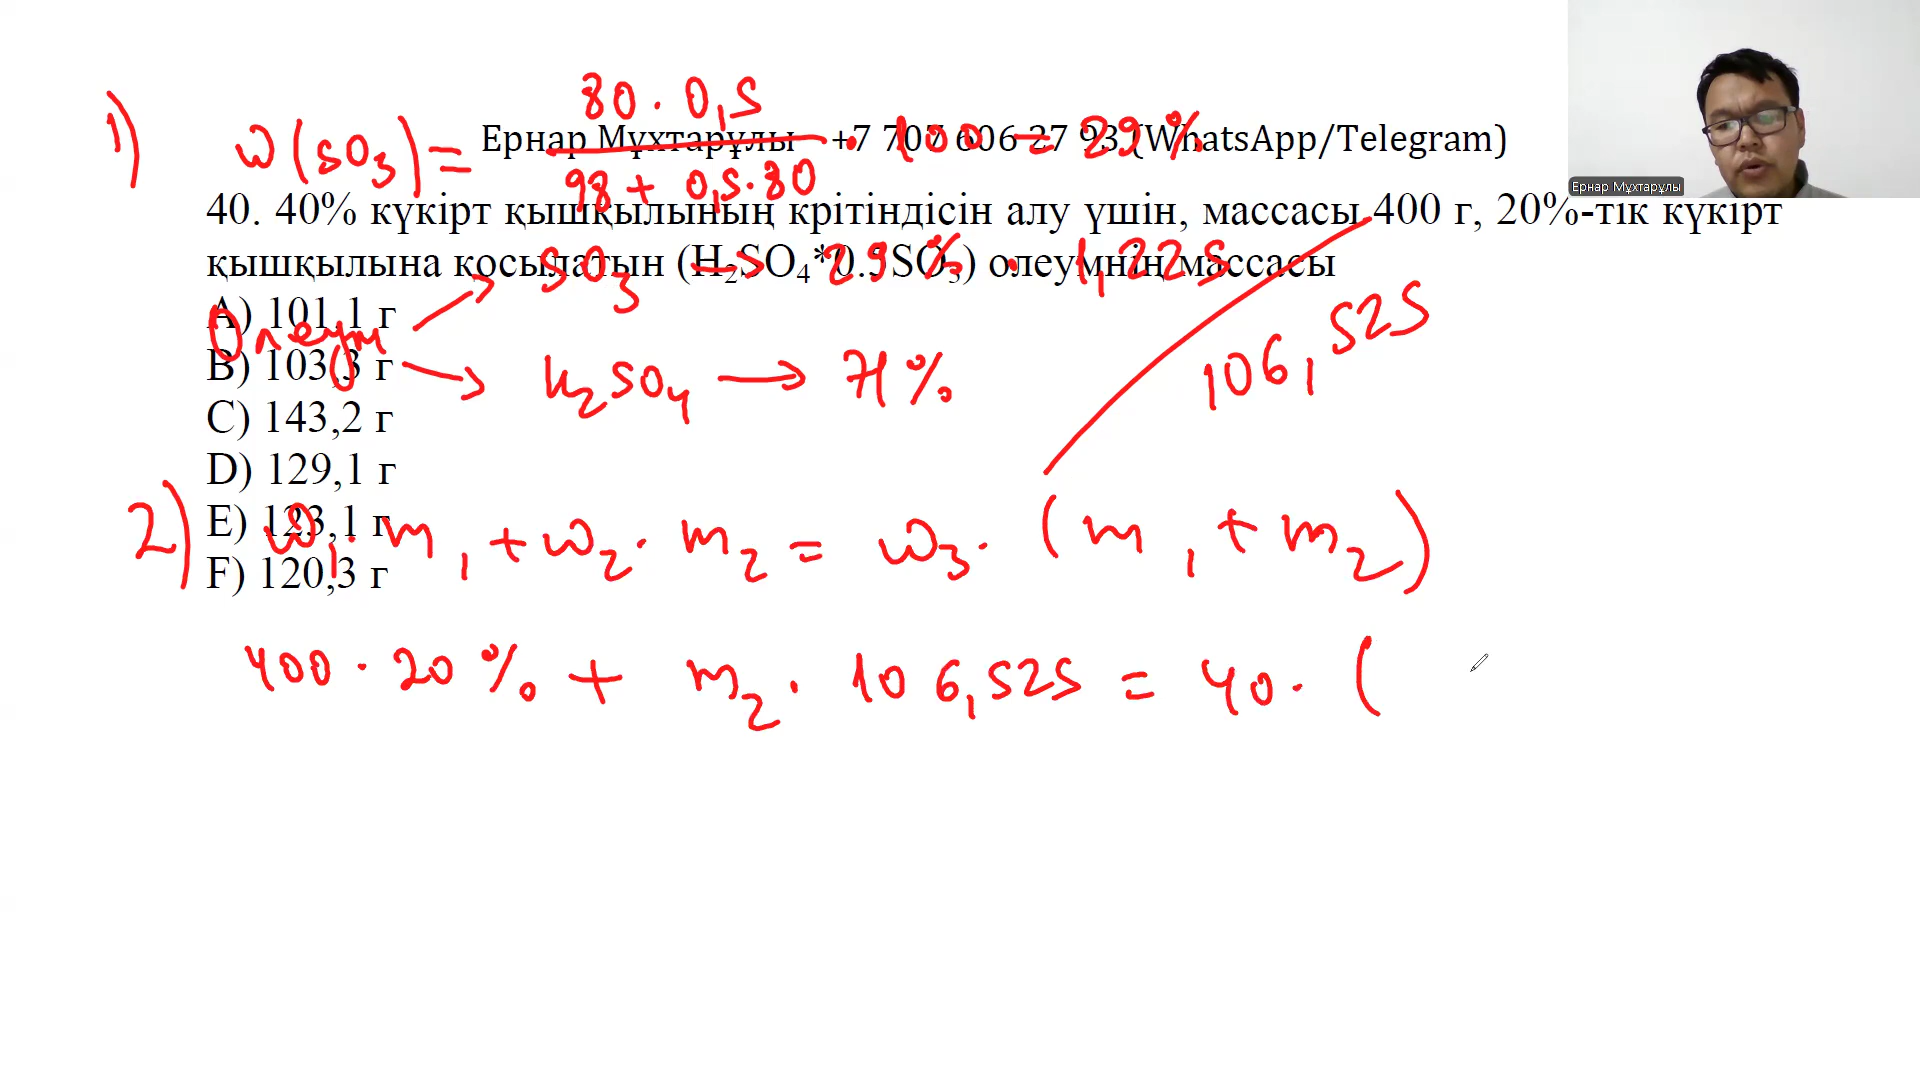 80 · 0,5
1) W(SO3) = ———— · 100 = 29%
98 + 0,5·80
Ернар Мұхтарұлы +7 707 606 27 93 (WhatsApp/Telegram)
Ернар Мұхтарұлы
40. 40% күкірт қышқылының крітіндісін алу үшін, массасы 400 г, 20%-тік күкірт
қышқылына қосылатын (H2SO4*0.5SO3) олеумнің массасы
SO3 → 29% · 1,225
106,525
A) 101,1 г
Олеум
B) 103,3 г
H2SO4 → 71%
C) 143,2 г
D) 129,1 г
E) 123,1 г
2) W1 · m1 + W2 · m2 = W3 · (m1 + m2)
F) 120,3 г
400 · 20% + m2 · 106,525 = 40 · (